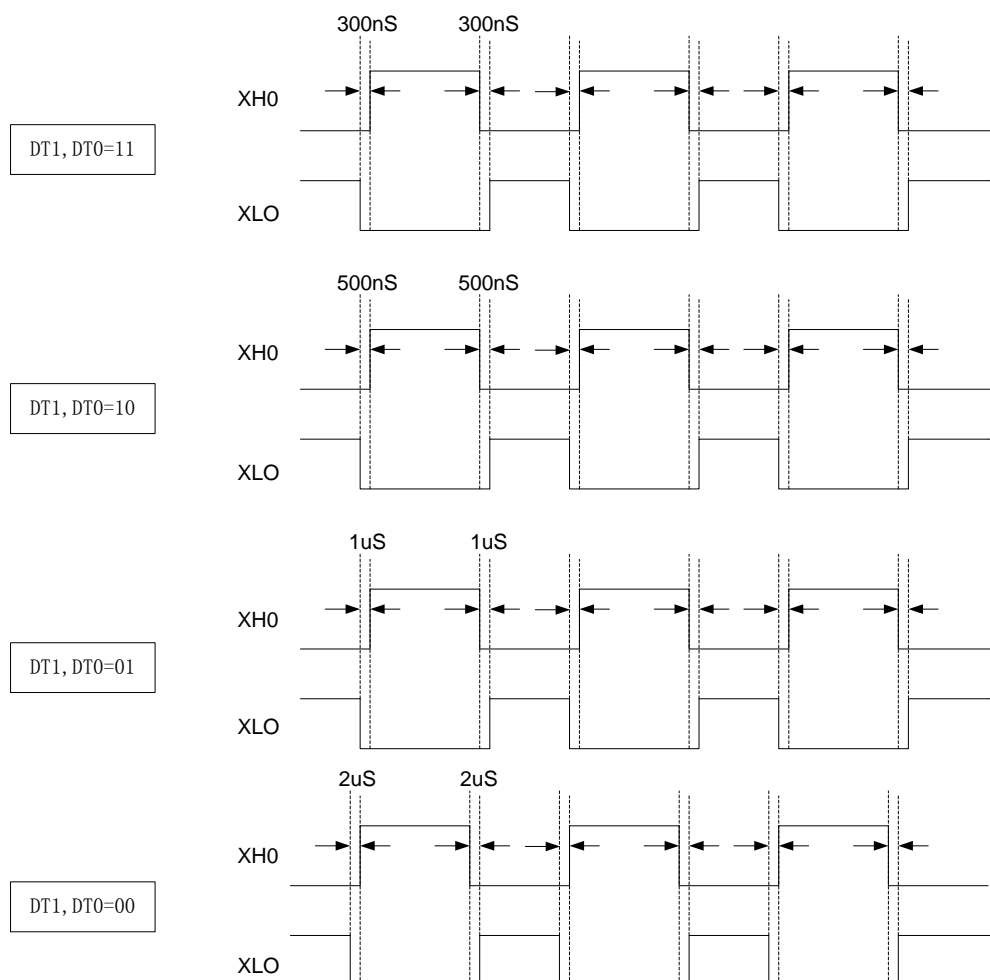 300nS 300nS
XH0
DT1, DT0=11
XLO
500nS 500nS
XH0
DT1, DT0=10
XLO
1uS 1uS
XH0
DT1, DT0=01
XLO
2uS 2uS
XH0
DT1, DT0=00
XLO